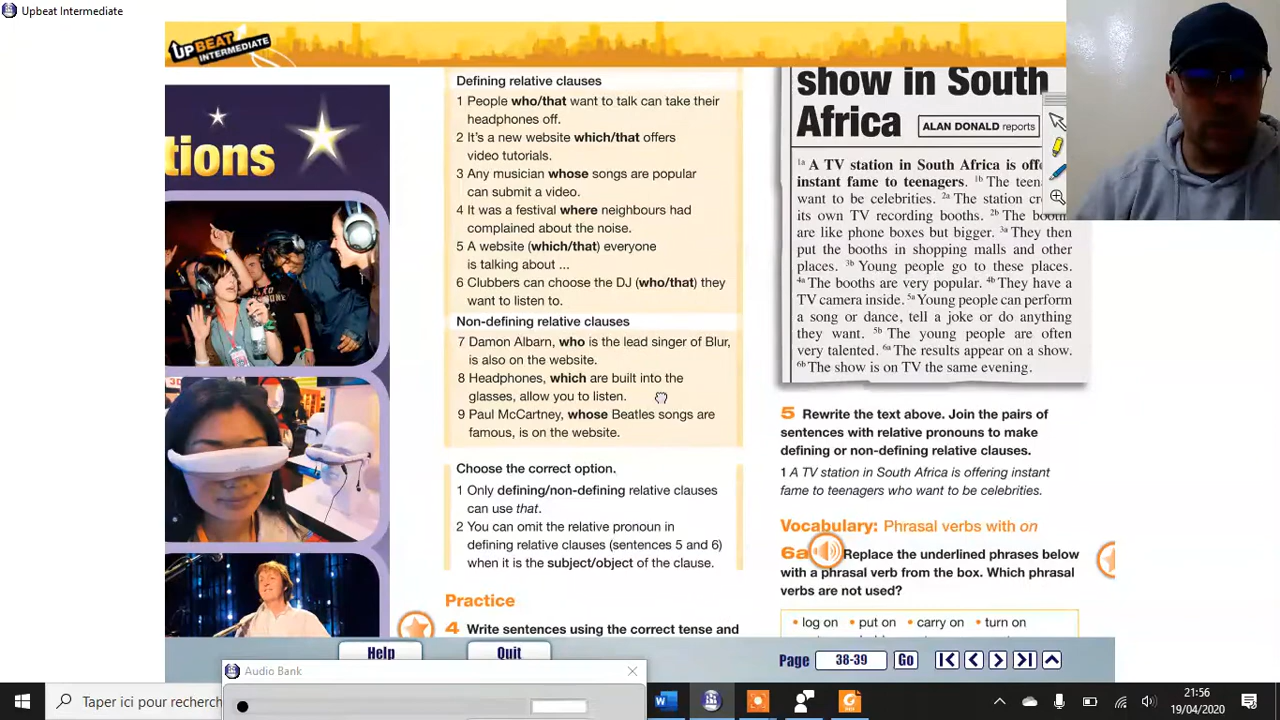 Upbeat Intermediate
UPBEAT
INTERMEDIATE
tions
Defining relative clauses
1 People who/that want to talk can take their
headphones off.
2 It's a new website which/that offers
video tutorials.
3 Any musician whose songs are popular
can submit a video.
4 It was a festival where neighbours had
complained about the noise.
5 A website (which/that) everyone
is talking about ...
6 Clubbers can choose the DJ (who/that) they
want to listen to.
Non-defining relative clauses
7 Damon Albarn, who is the lead singer of Blur,
is also on the website.
8 Headphones, which are built into the
glasses, allow you to listen.
9 Paul McCartney, whose Beatles songs are
famous, is on the website.
Choose the correct option.
1 Only defining/non-defining relative clauses
can use that.
2 You can omit the relative pronoun in
defining relative clauses (sentences 5 and 6)
when it is the subject/object of the clause.
Practice
4 Write sentences using the correct tense and
show in South
Africa
ALAN DONALD reports
1a A TV station in South Africa is offe
instant fame to teenagers. 1b The teen
want to be celebrities. 2a The station cre
its own TV recording booths. 2b The booth
are like phone boxes but bigger. 3a They then
put the booths in shopping malls and other
places. 3b Young people go to these places.
4a The booths are very popular. 4b They have a
TV camera inside. 5a Young people can perform
a song or dance, tell a joke or do anything
they want. 5b The young people are often
very talented. 6a The results appear on a show.
6b The show is on TV the same evening.
5 Rewrite the text above. Join the pairs of
sentences with relative pronouns to make
defining or non-defining relative clauses.
1 A TV station in South Africa is offering instant
fame to teenagers who want to be celebrities.
Vocabulary: Phrasal verbs with on
6a Replace the underlined phrases below
with a phrasal verb from the box. Which phrasal
verbs are not used?
• log on • put on • carry on • turn on
Help
Quit
Page 38-39 Go
Audio Bank
Taper ici pour recherch
21:56
19/04/2020